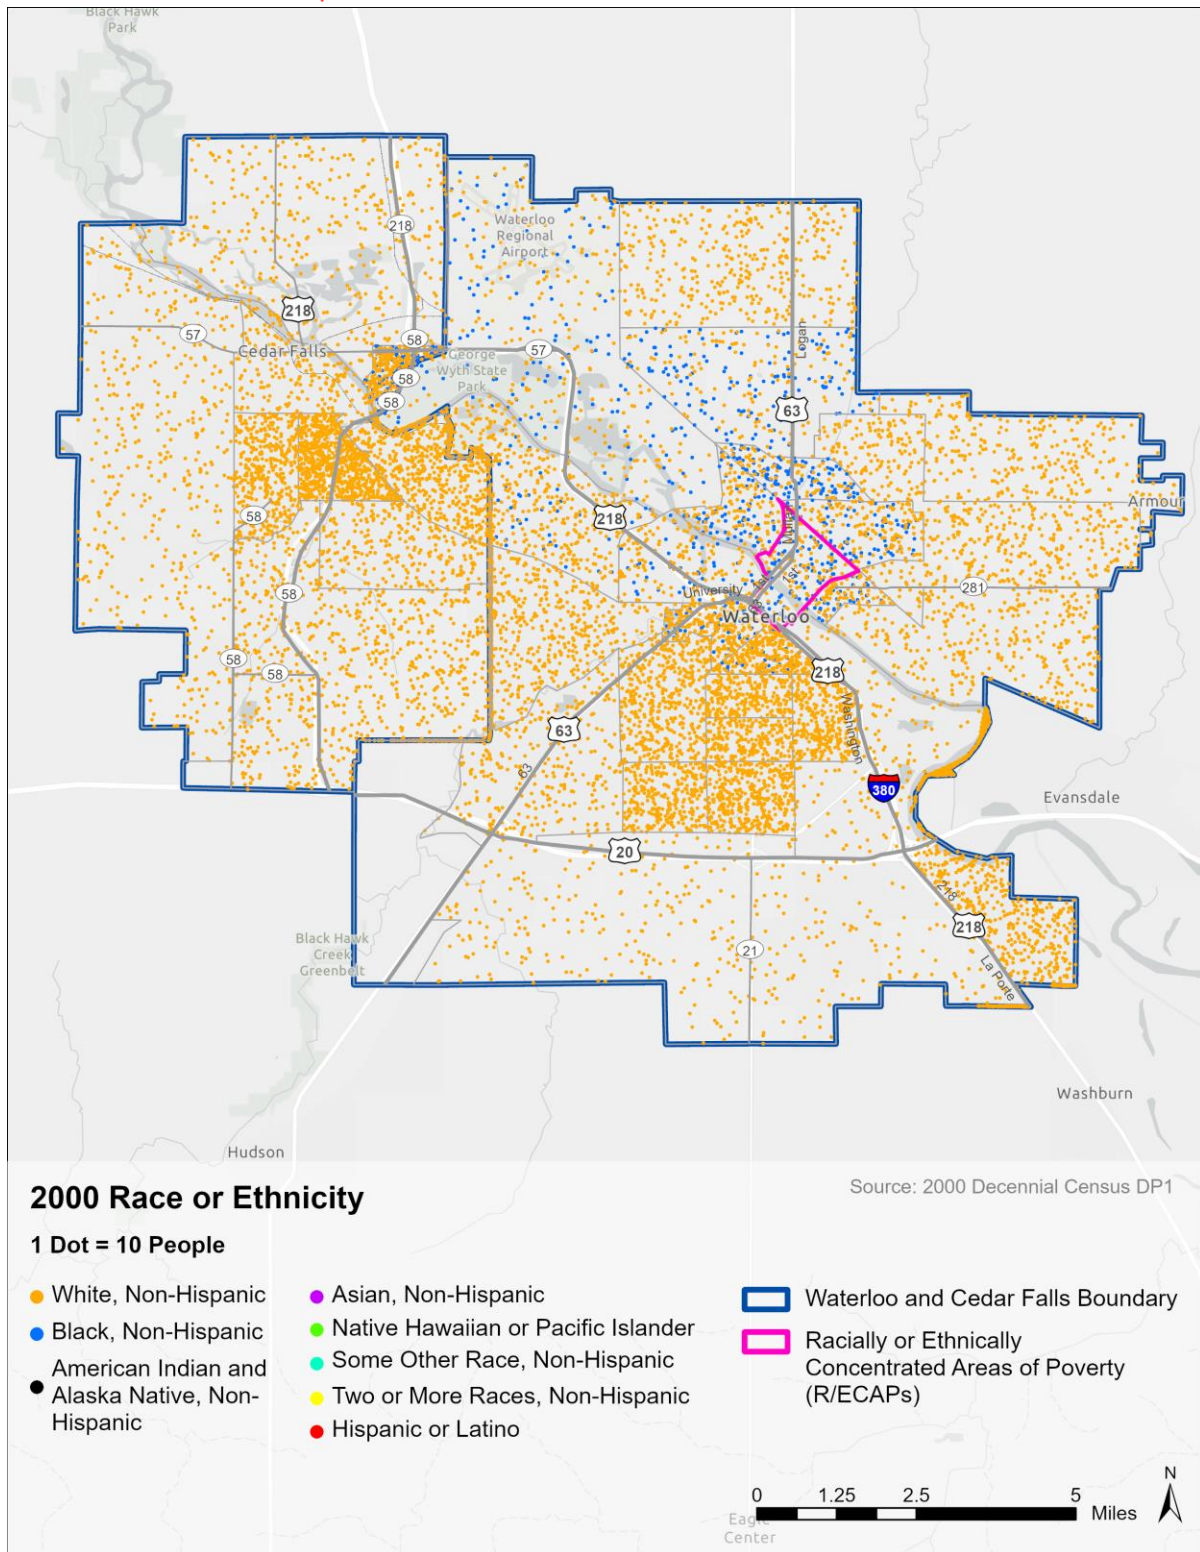 Black Hawk
Park
Waterloo
Regional
Airport
218
218
57
Cedar Falls
58
57
George
Wyth State
Park
58
58
Logan
63
Armour
58
218
Mullan
1st
1st
281
58
University
63
Waterloo
58
58
218
63
Washington
63
380
Evansdale
20
218
218
Black Hawk
Creek
Greenbelt
21
La Porte
Washburn
Hudson
2000 Race or Ethnicity
Source: 2000 Decennial Census DP1
1 Dot = 10 People
White, Non-Hispanic
Black, Non-Hispanic
American Indian and
Alaska Native, Non-
Hispanic
Asian, Non-Hispanic
Native Hawaiian or Pacific Islander
Some Other Race, Non-Hispanic
Two or More Races, Non-Hispanic
Hispanic or Latino
Waterloo and Cedar Falls Boundary
Racially or Ethnically
Concentrated Areas of Poverty
(R/ECAPs)
N
0 1.25 2.5 5
Miles
Eagle
Center